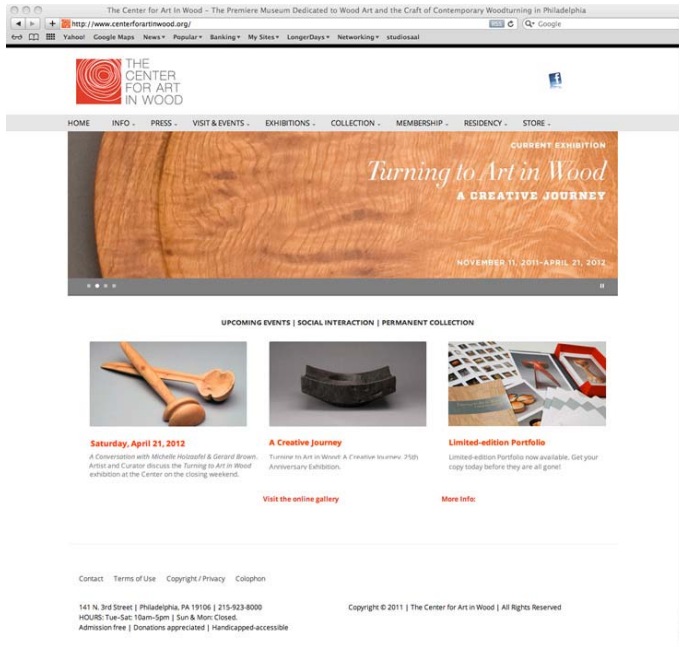 The Center for Art In Wood – The Premiere Museum Dedicated to Wood Art and the Craft of Contemporary Woodturning in Philadelphia
http://www.centerforartinwood.org/
RSS
Google
Yahoo! Google Maps News Popular Banking My Sites LongerDays Networking studiosaal
THE
CENTER
FOR ART
IN WOOD
HOME INFO PRESS VISIT & EVENTS EXHIBITIONS COLLECTION MEMBERSHIP RESIDENCY STORE
CURRENT EXHIBITION
Turning to Art in Wood
A CREATIVE JOURNEY
NOVEMBER 11, 2011–APRIL 21, 2012
UPCOMING EVENTS | SOCIAL INTERACTION | PERMANENT COLLECTION
Saturday, April 21, 2012
A Conversation with Michelle Holzapfel & Gerard Brown.
Artist and Curator discuss the Turning to Art in Wood
exhibition at the Center on the closing weekend.
A Creative Journey
Turning to Art in Wood: A Creative Journey, 25th
Anniversary Exhibition.
Visit the online gallery
Limited-edition Portfolio
Limited-edition Portfolio now available. Get your
copy today before they are all gone!
More Info:
Contact Terms of Use Copyright / Privacy Colophon
141 N. 3rd Street | Philadelphia, PA 19106 | 215-923-8000
HOURS: Tue–Sat: 10am–5pm | Sun & Mon: Closed.
Admission free | Donations appreciated | Handicapped-accessible
Copyright © 2011 | The Center for Art in Wood | All Rights Reserved